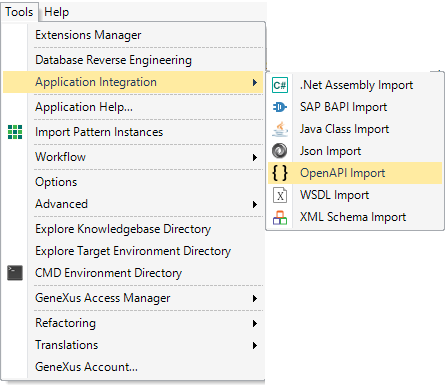 Tools Help
Extensions Manager
Database Reverse Engineering
Application Integration
Application Help...
Import Pattern Instances
Workflow
Options
Advanced
Explore Knowledgebase Directory
Explore Target Environment Directory
CMD Environment Directory
GeneXus Access Manager
Refactoring
Translations
GeneXus Account...
C# .Net Assembly Import
SAP BAPI Import
Java Class Import
Json Import
{ } OpenAPI Import
X WSDL Import
XML Schema Import